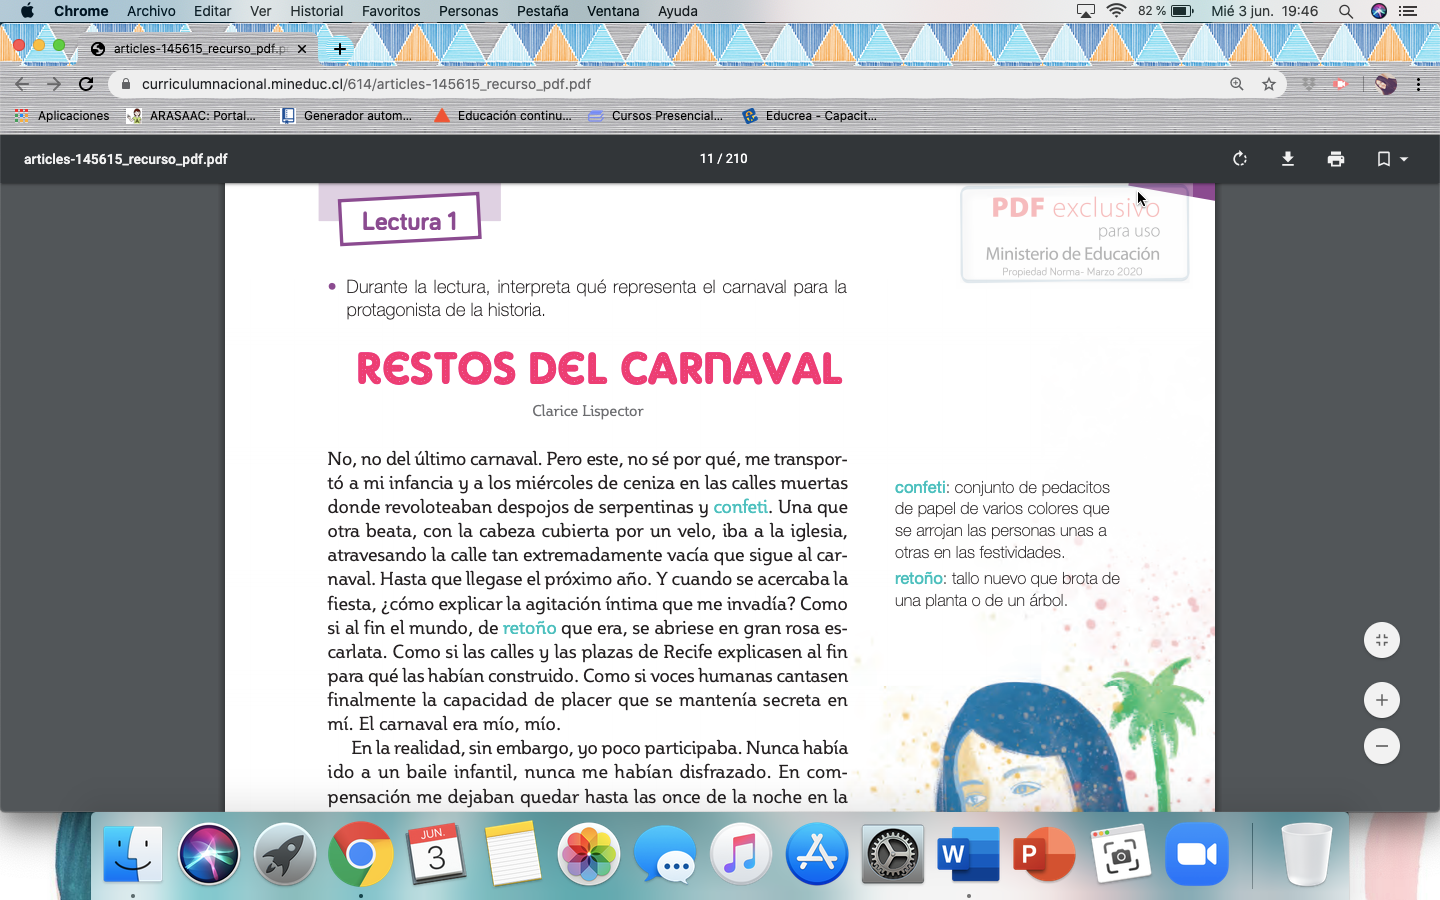 Chrome Archivo Editar Ver Historial Favoritos Personas Pestaña Ventana Ayuda 82 % Mié 3 jun. 19:46
articles-145615_recurso_pdf.p
curriculumnacional.mineduc.cl/614/articles-145615_recurso_pdf.pdf
Aplicaciones ARASAAC: Portal... Generador autom... Educación continu... Cursos Presencial... Educrea - Capacit...
articles-145615_recurso_pdf.pdf 11 / 210
Lectura 1
PDF exclusivo
para uso
Ministerio de Educación
Propiedad Norma- Marzo 2020
• Durante la lectura, interpreta qué representa el carnaval para la
protagonista de la historia.
RESTOS DEL CARNAVAL
Clarice Lispector
No, no del último carnaval. Pero este, no sé por qué, me transpor-
tó a mi infancia y a los miércoles de ceniza en las calles muertas
donde revoloteaban despojos de serpentinas y confeti. Una que
otra beata, con la cabeza cubierta por un velo, iba a la iglesia,
atravesando la calle tan extremadamente vacía que sigue al car-
naval. Hasta que llegase el próximo año. Y cuando se acercaba la
fiesta, ¿cómo explicar la agitación íntima que me invadía? Como
si al fin el mundo, de retoño que era, se abriese en gran rosa es-
carlata. Como si las calles y las plazas de Recife explicasen al fin
para qué las habían construido. Como si voces humanas cantasen
finalmente la capacidad de placer que se mantenía secreta en
mí. El carnaval era mío, mío.
En la realidad, sin embargo, yo poco participaba. Nunca había
ido a un baile infantil, nunca me habían disfrazado. En com-
pensación me dejaban quedar hasta las once de la noche en la
confeti: conjunto de pedacitos
de papel de varios colores que
se arrojan las personas unas a
otras en las festividades.
retoño: tallo nuevo que brota de
una planta o de un árbol.
JUN.
3
W
P